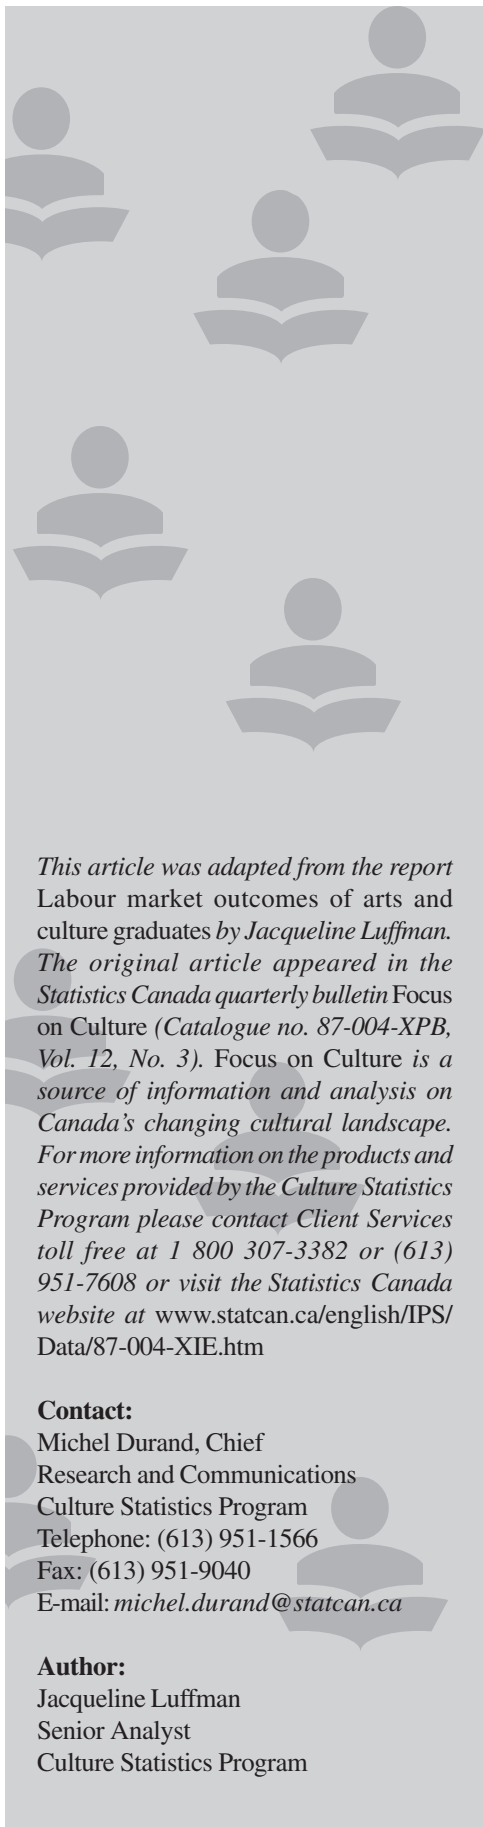 This article was adapted from the report
Labour market outcomes of arts and
culture graduates by Jacqueline Luffman.
The original article appeared in the
Statistics Canada quarterly bulletin Focus
on Culture (Catalogue no. 87-004-XPB,
Vol. 12, No. 3). Focus on Culture is a
source of information and analysis on
Canada’s changing cultural landscape.
For more information on the products and
services provided by the Culture Statistics
Program please contact Client Services
toll free at 1 800 307-3382 or (613)
951-7608 or visit the Statistics Canada
website at www.statcan.ca/english/IPS/
Data/87-004-XIE.htm
Contact:
Michel Durand, Chief
Research and Communications
Culture Statistics Program
Telephone: (613) 951-1566
Fax: (613) 951-9040
E-mail: michel.durand@statcan.ca
Author:
Jacqueline Luffman
Senior Analyst
Culture Statistics Program